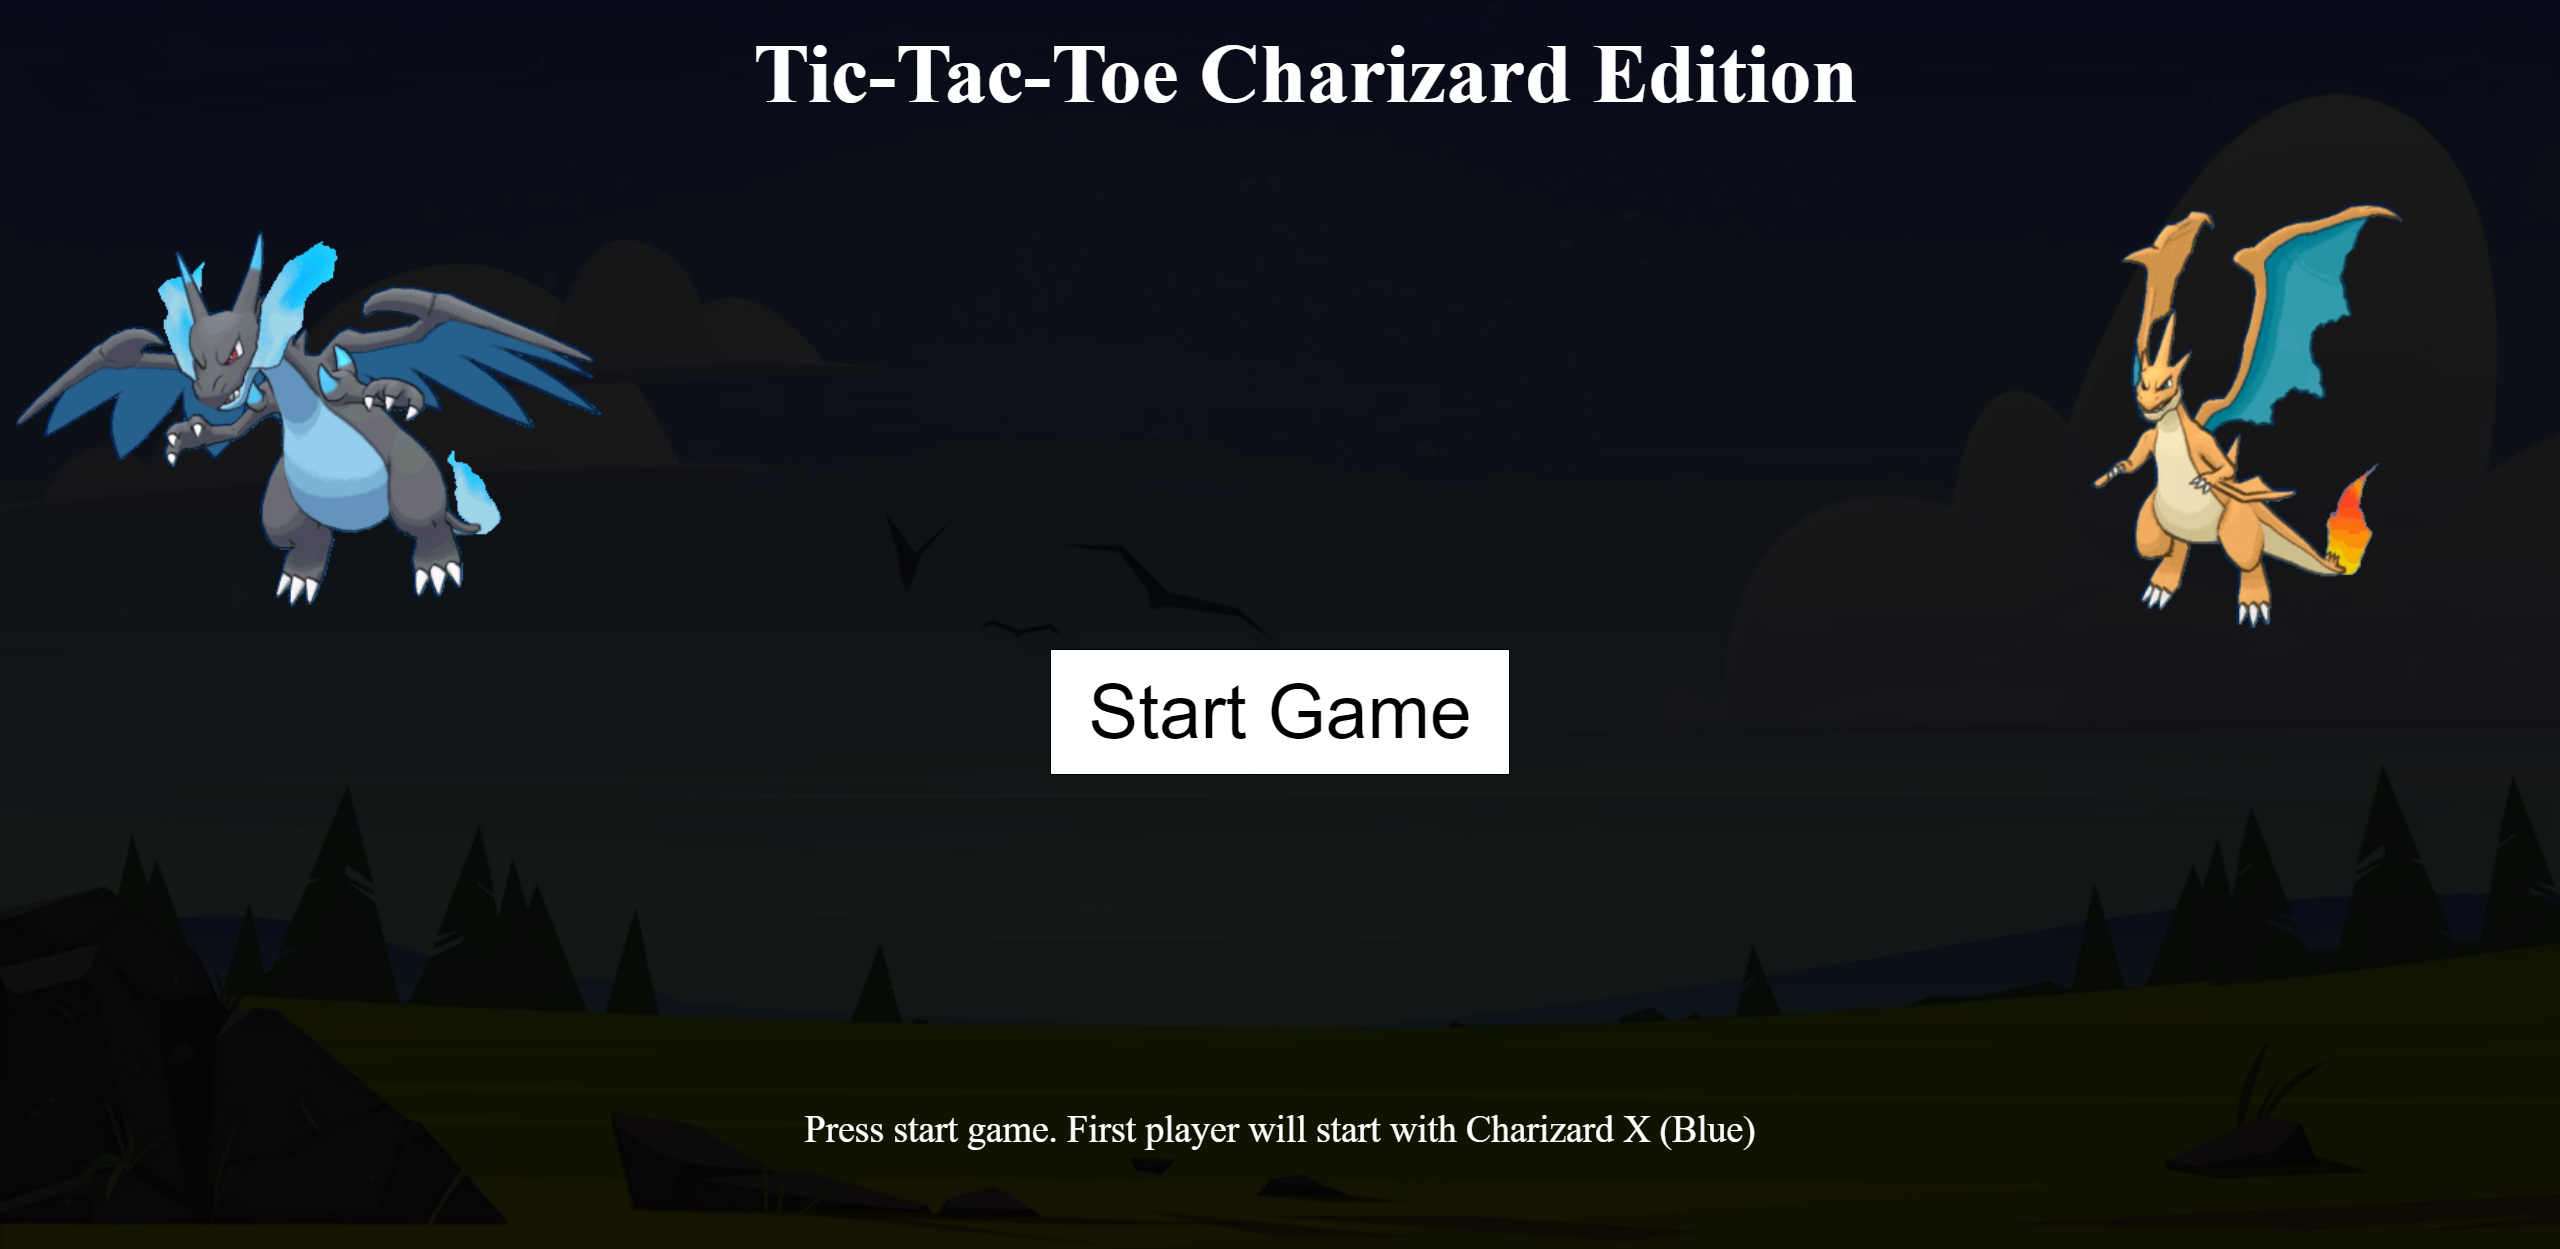 Tic-Tac-Toe Charizard Edition
Start Game
Press start game. First player will start with Charizard X (Blue)